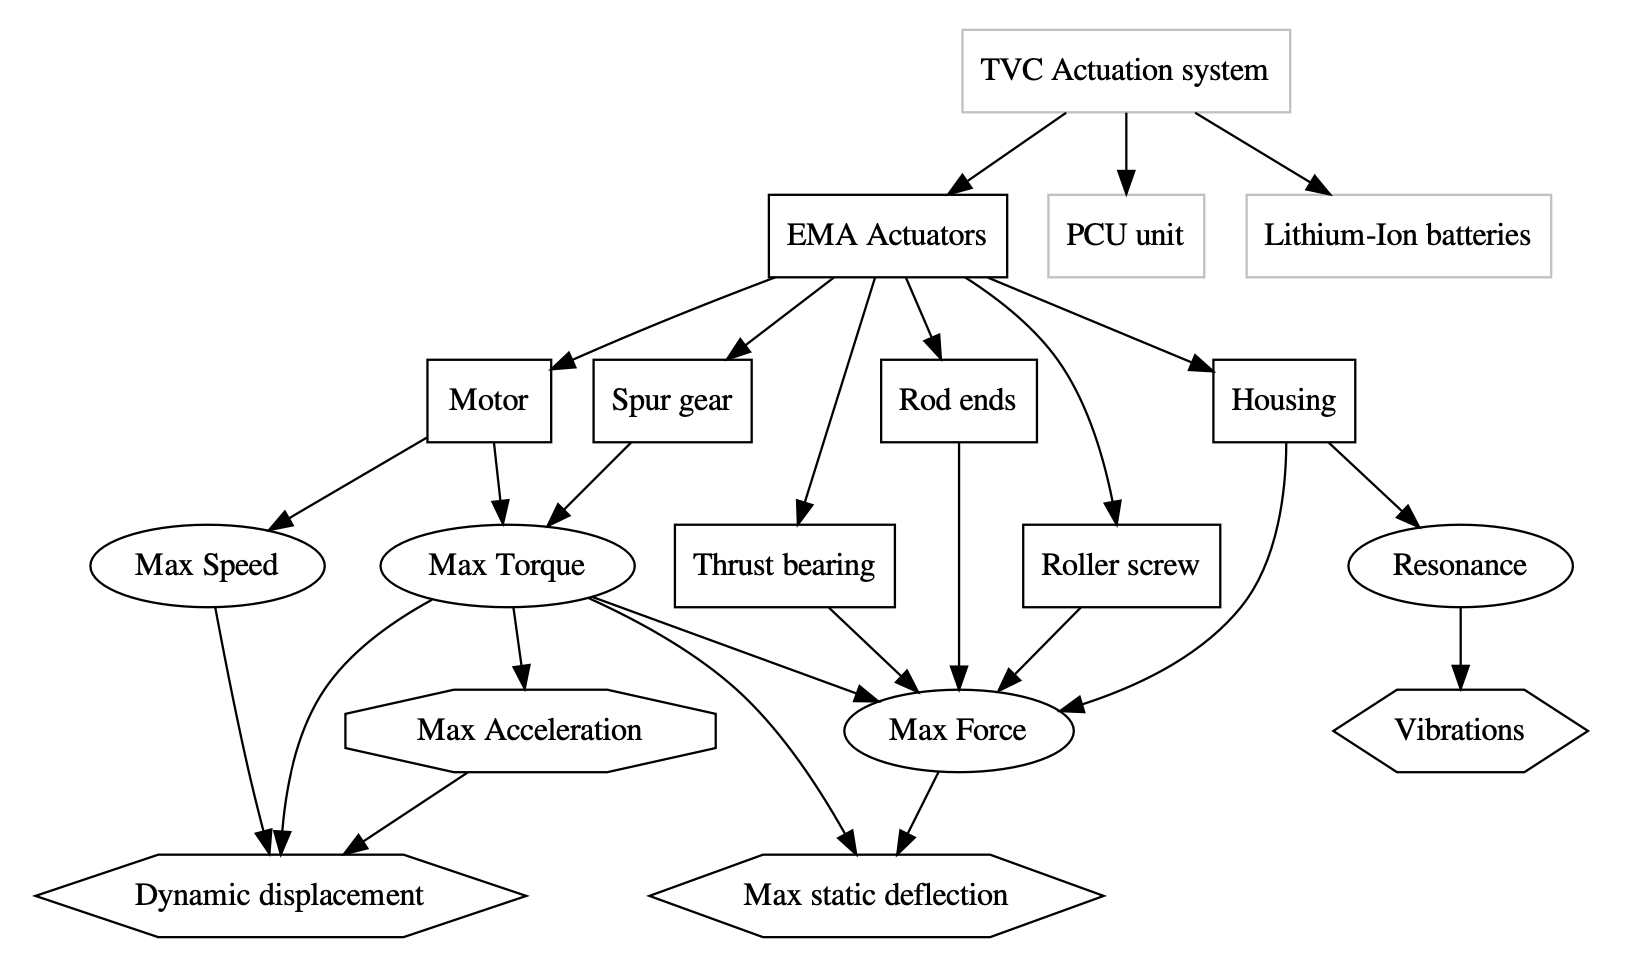 TVC Actuation system
EMA Actuators
PCU unit
Lithium-Ion batteries
Motor
Spur gear
Rod ends
Housing
Max Speed
Max Torque
Thrust bearing
Roller screw
Resonance
Max Acceleration
Max Force
Vibrations
Dynamic displacement
Max static deflection